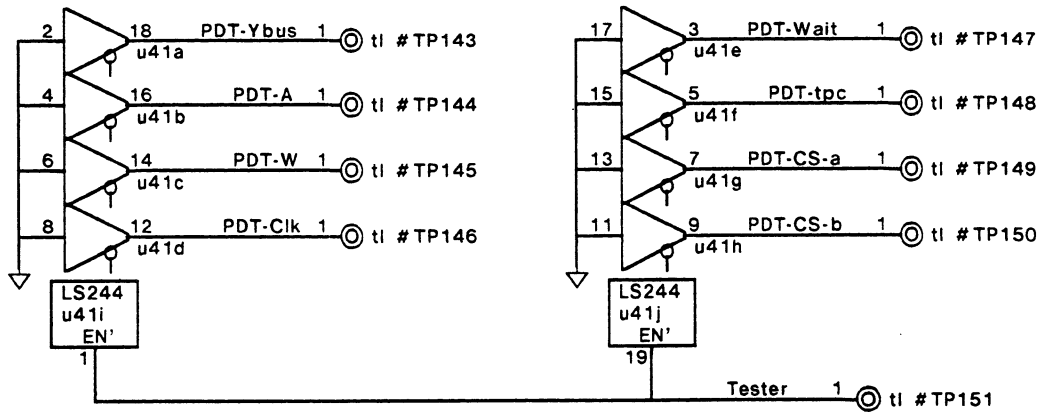 2 18 PDT-Ybus 1 tl #TP143
u41a
4 16 PDT-A 1 tl #TP144
u41b
6 14 PDT-W 1 tl #TP145
u41c
8 12 PDT-Clk 1 tl #TP146
u41d
LS244
u41i
EN'
1
17 3 PDT-Wait 1 tl #TP147
u41e
15 5 PDT-tpc 1 tl #TP148
u41f
13 7 PDT-CS-a 1 tl #TP149
u41g
11 9 PDT-CS-b 1 tl #TP150
u41h
LS244
u41j
EN'
19
Tester 1 tl #TP151